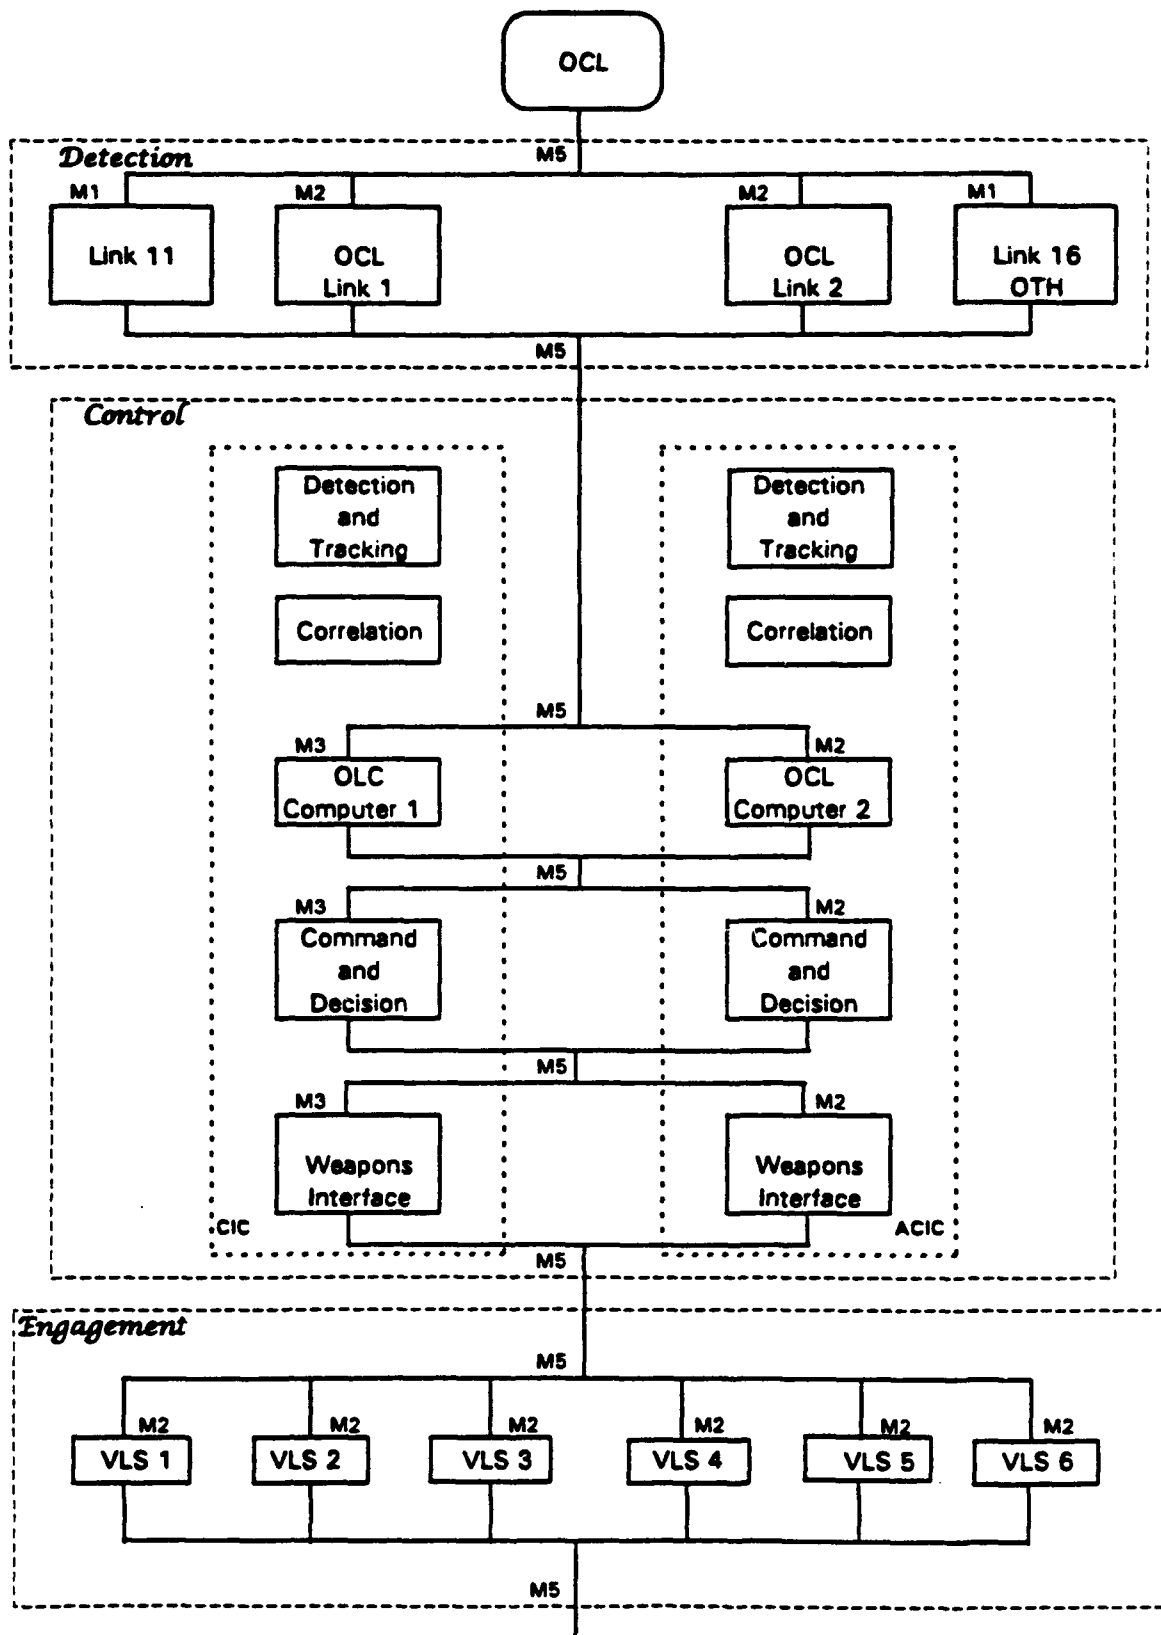 OCL
Detection
M5
M1
M2
M2
M1
Link 11
OCL
Link 1
OCL
Link 2
Link 16
OTH
M5
Control
Detection
and
Tracking
Detection
and
Tracking
Correlation
Correlation
M5
M3
M2
OLC
Computer 1
OCL
Computer 2
M5
M3
M2
Command
and
Decision
Command
and
Decision
M5
M3
M2
Weapons
Interface
Weapons
Interface
CIC
ACIC
M5
Engagement
M5
M2
M2
M2
M2
M2
M2
VLS 1
VLS 2
VLS 3
VLS 4
VLS 5
VLS 6
M5